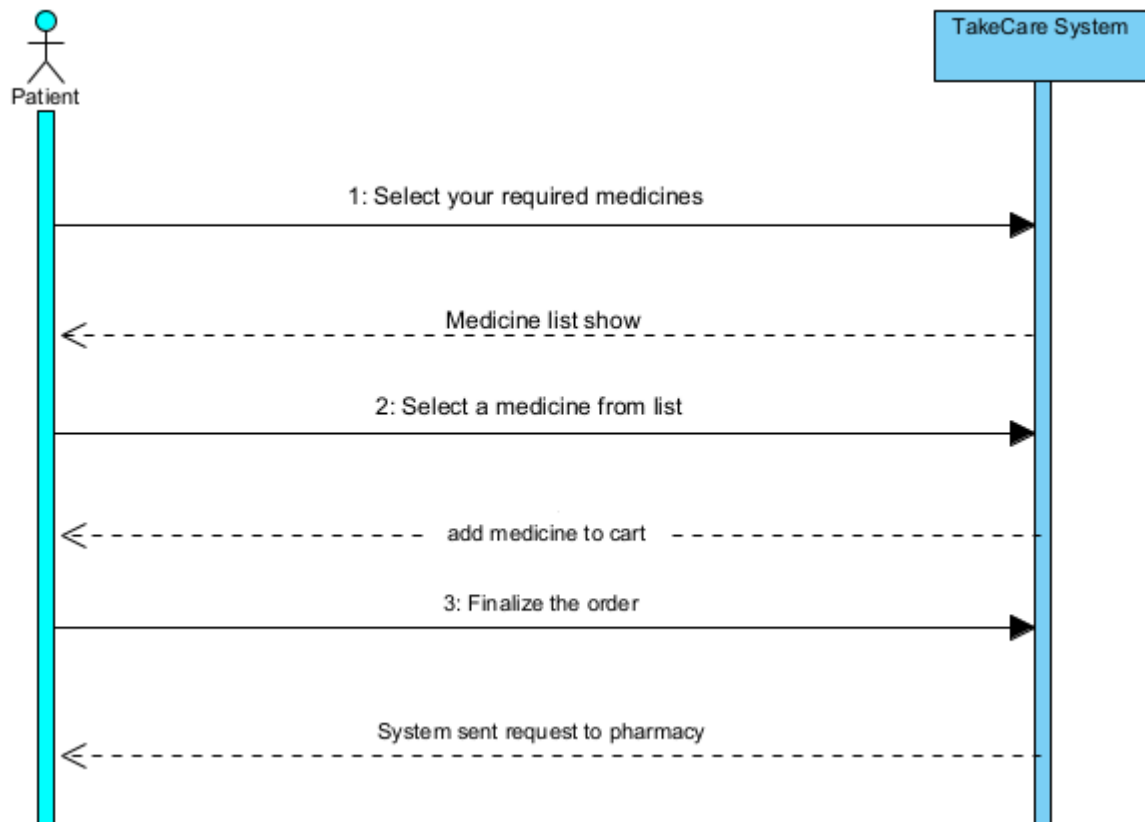 TakeCare System
Patient
1: Select your required medicines
Medicine list show
2: Select a medicine from list
add medicine to cart
3: Finalize the order
System sent request to pharmacy